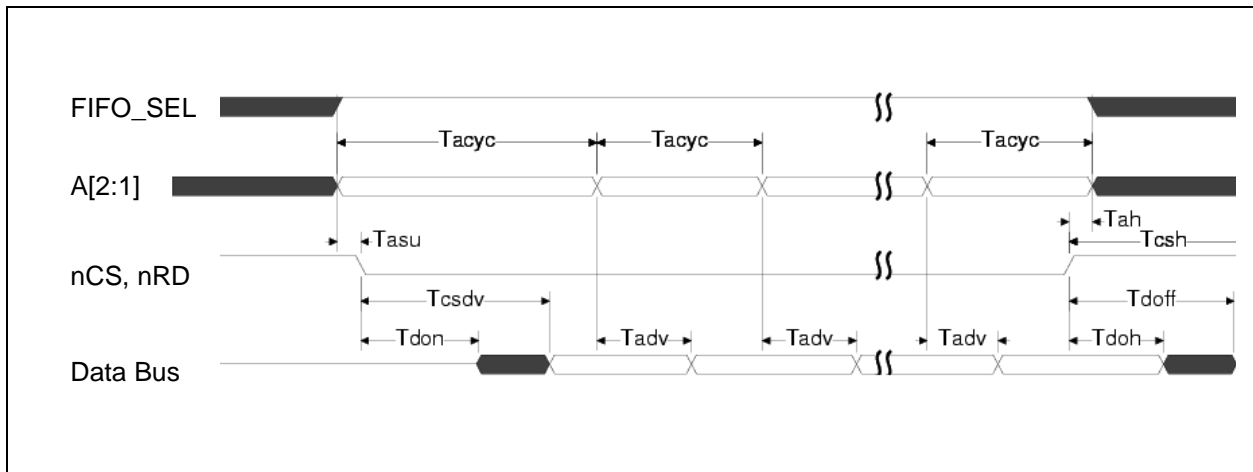 FIFO_SEL
Tacyc Tacyc Tacyc
A[2:1]
Tah
Tasu Tcsh
nCS, nRD
Tcsdv Tdoff
Tdon Tadv Tadv Tadv Tdoh
Data Bus